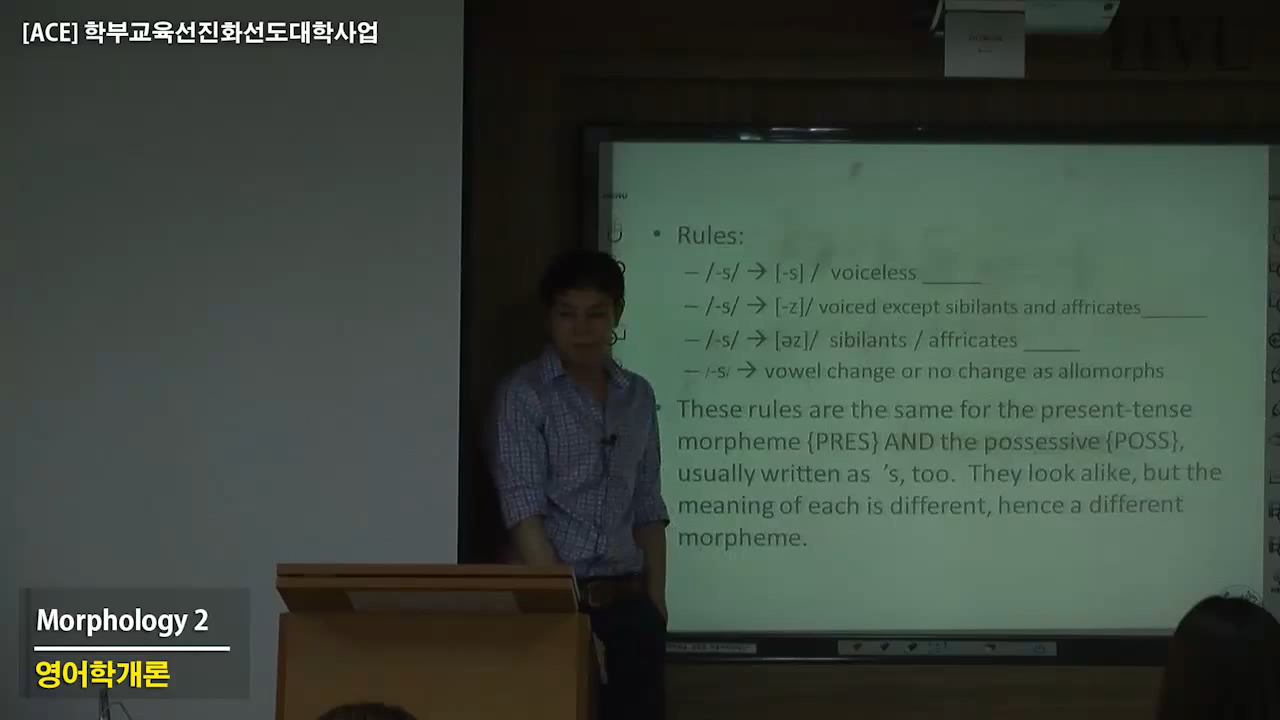 [ACE] 학부교육선진화선도대학사업
• Rules:
– /-s/ → [-s] / voiceless _____
– /-s/ → [-z]/ voiced except sibilants and affricates______
– /-s/ → [əz]/ sibilants / affricates _____
– /-s/ → vowel change or no change as allomorphs
• These rules are the same for the present-tense
morpheme {PRES} AND the possessive {POSS},
usually written as ’s, too. They look alike, but the
meaning of each is different, hence a different
morpheme.
Morphology 2
영어학개론